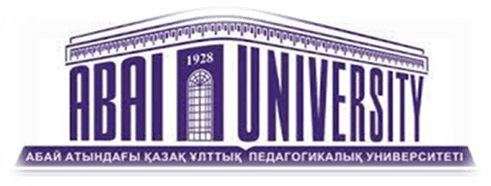 1928
ABAI UNIVERSITY
АБАЙ АТЫНДАҒЫ ҚАЗАҚ ҰЛТТЫҚ ПЕДАГОГИКАЛЫҚ УНИВЕРСИТЕТІ